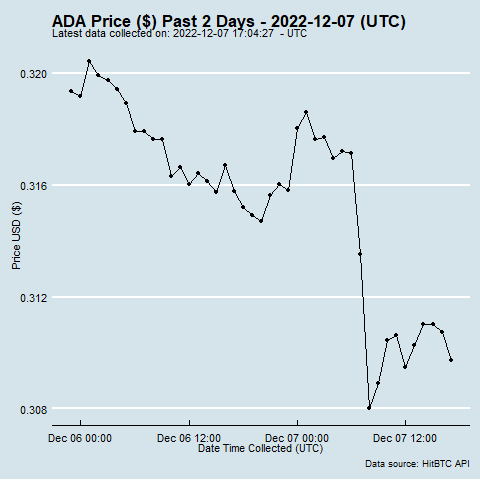 ADA Price ($) Past 2 Days - 2022-12-07 (UTC)
Latest data collected on: 2022-12-07 17:04:27  - UTC
0.320
0.316
0.312
0.308
Price USD ($)
Dec 06 00:00 Dec 06 12:00 Dec 07 00:00 Dec 07 12:00
Date Time Collected (UTC)
Data source: HitBTC API